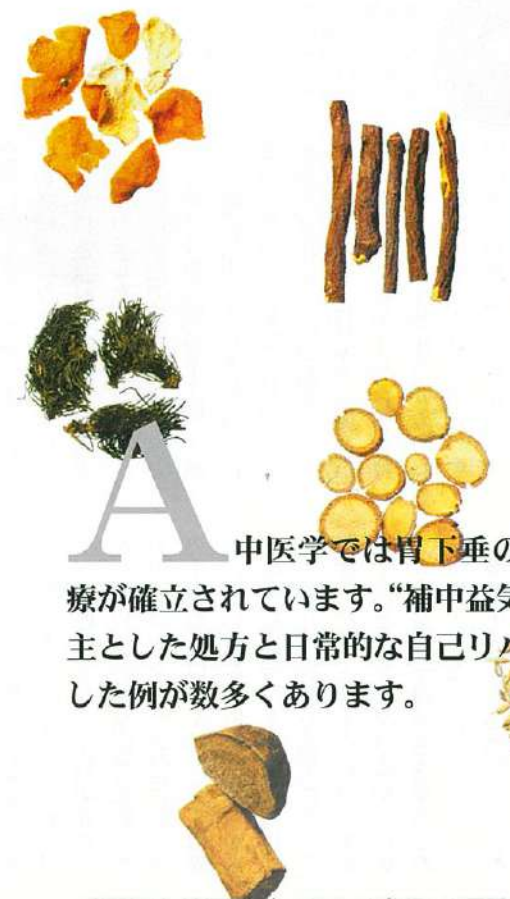 A 中医学では胃下垂の
療が確立されています。“補中益気
主とした処方と日常的な自己リハ
した例が数多くあります。